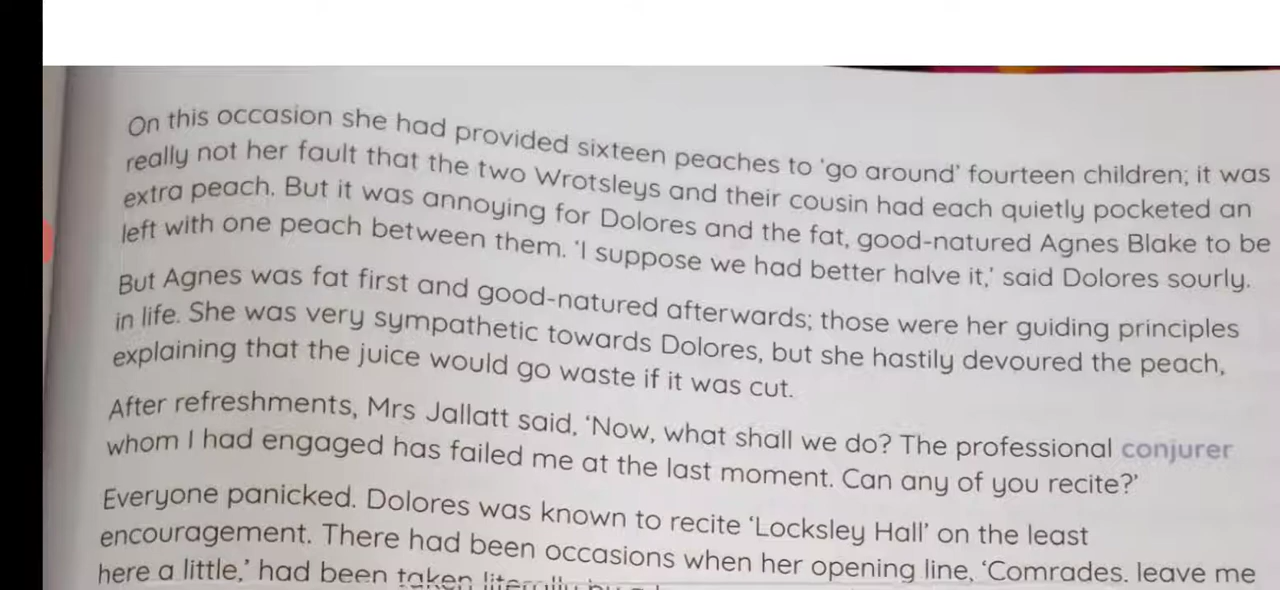 On this occasion she had provided sixteen peaches to 'go around' fourteen children; it was
really not her fault that the two Wrotsleys and their cousin had each quietly pocketed an
extra peach. But it was annoying for Dolores and the fat, good-natured Agnes Blake to be
left with one peach between them. 'I suppose we had better halve it,' said Dolores sourly.
But Agnes was fat first and good-natured afterwards; those were her guiding principles
in life. She was very sympathetic towards Dolores, but she hastily devoured the peach,
explaining that the juice would go waste if it was cut.
After refreshments, Mrs Jallatt said, 'Now, what shall we do? The professional conjurer
whom I had engaged has failed me at the last moment. Can any of you recite?'
Everyone panicked. Dolores was known to recite 'Locksley Hall' on the least
encouragement. There had been occasions when her opening line, 'Comrades, leave me
here a little,' had been taken literally by